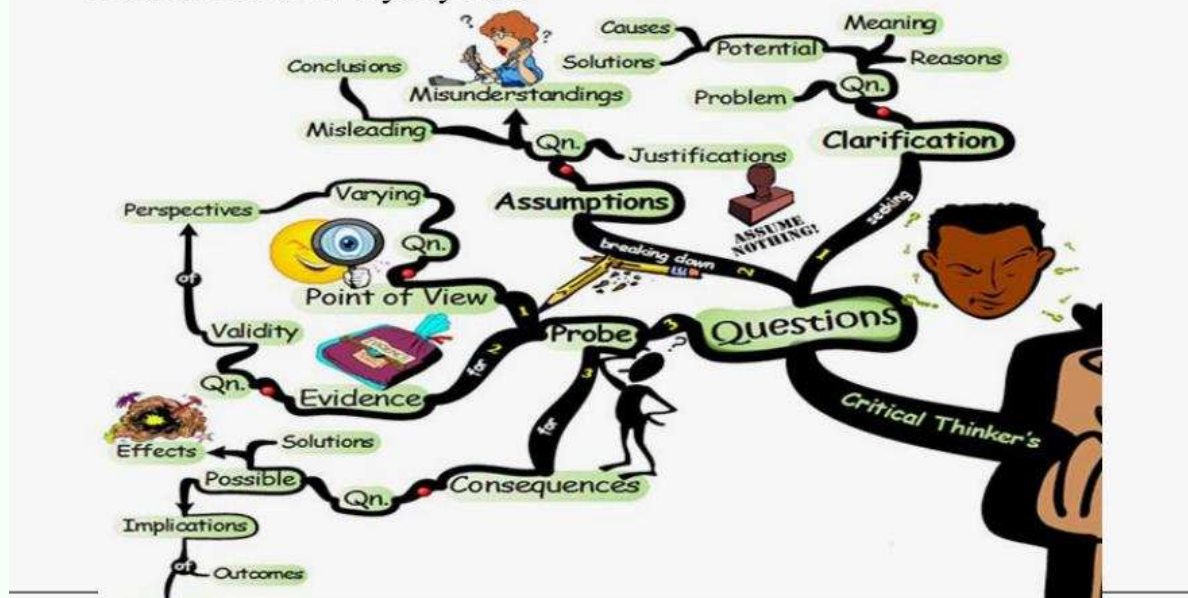 Causes
Solutions
Potential
Meaning
Reasons
Qn.
Problem
Clarification
seeking
1
Conclusions
Misunderstandings
Misleading
Qn.
Justifications
Assumptions
ASSUME
NOTHING!
breaking down
2
Varying
Perspectives
Qn.
Point of View
1
of
Validity
Qn.
Evidence
for
2
Probe
3
Questions
Critical Thinker's
3
for
Consequences
Qn.
Possible
Solutions
Effects
Implications
of
Outcomes